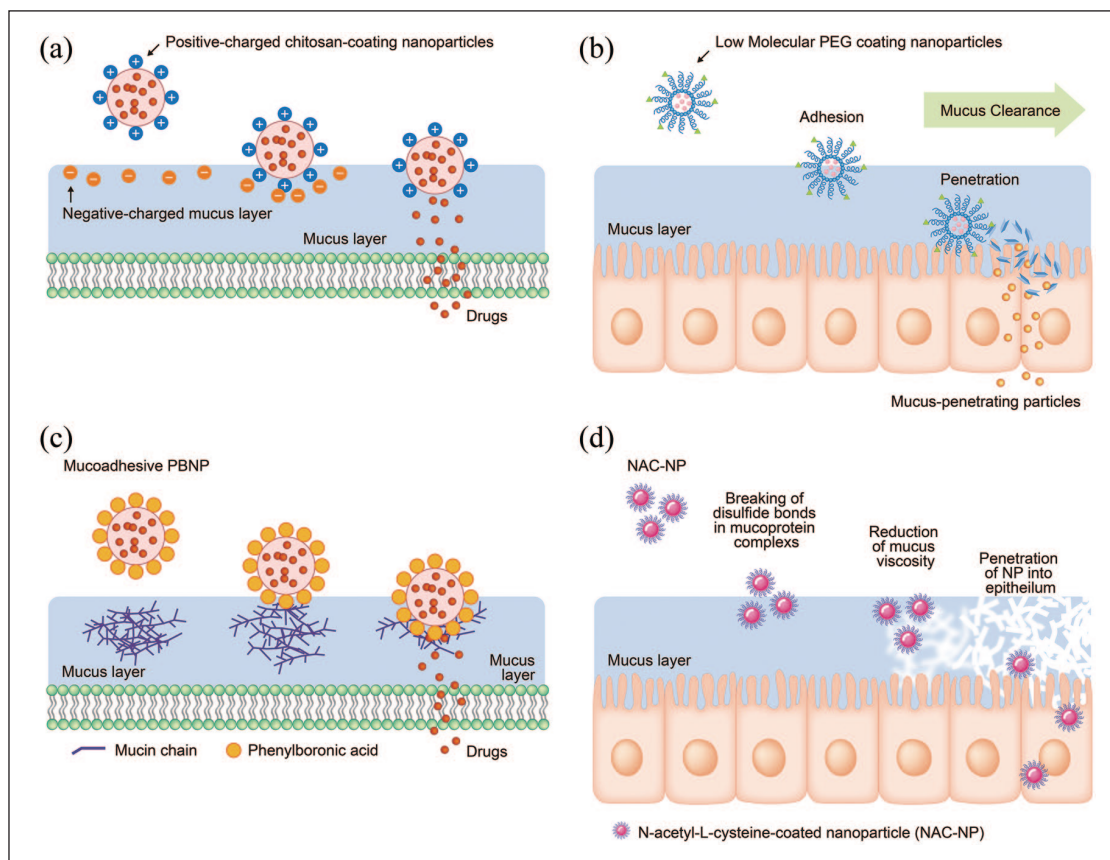 (a)
Positive-charged chitosan-coating nanoparticles
Negative-charged mucus layer
Mucus layer
Drugs
(b)
Low Molecular PEG coating nanoparticles
Adhesion
Mucus Clearance
Penetration
Mucus layer
Mucus-penetrating particles
(c)
Mucoadhesive PBNP
Mucus layer
Mucus
layer
Mucin chain
Phenylboronic acid
Drugs
(d)
NAC-NP
Breaking of
disulfide bonds
in mucoprotein
complexs
Reduction
of mucus
viscosity
Penetration
of NP into
epitheilum
Mucus layer
N-acetyl-L-cysteine-coated nanoparticle (NAC-NP)